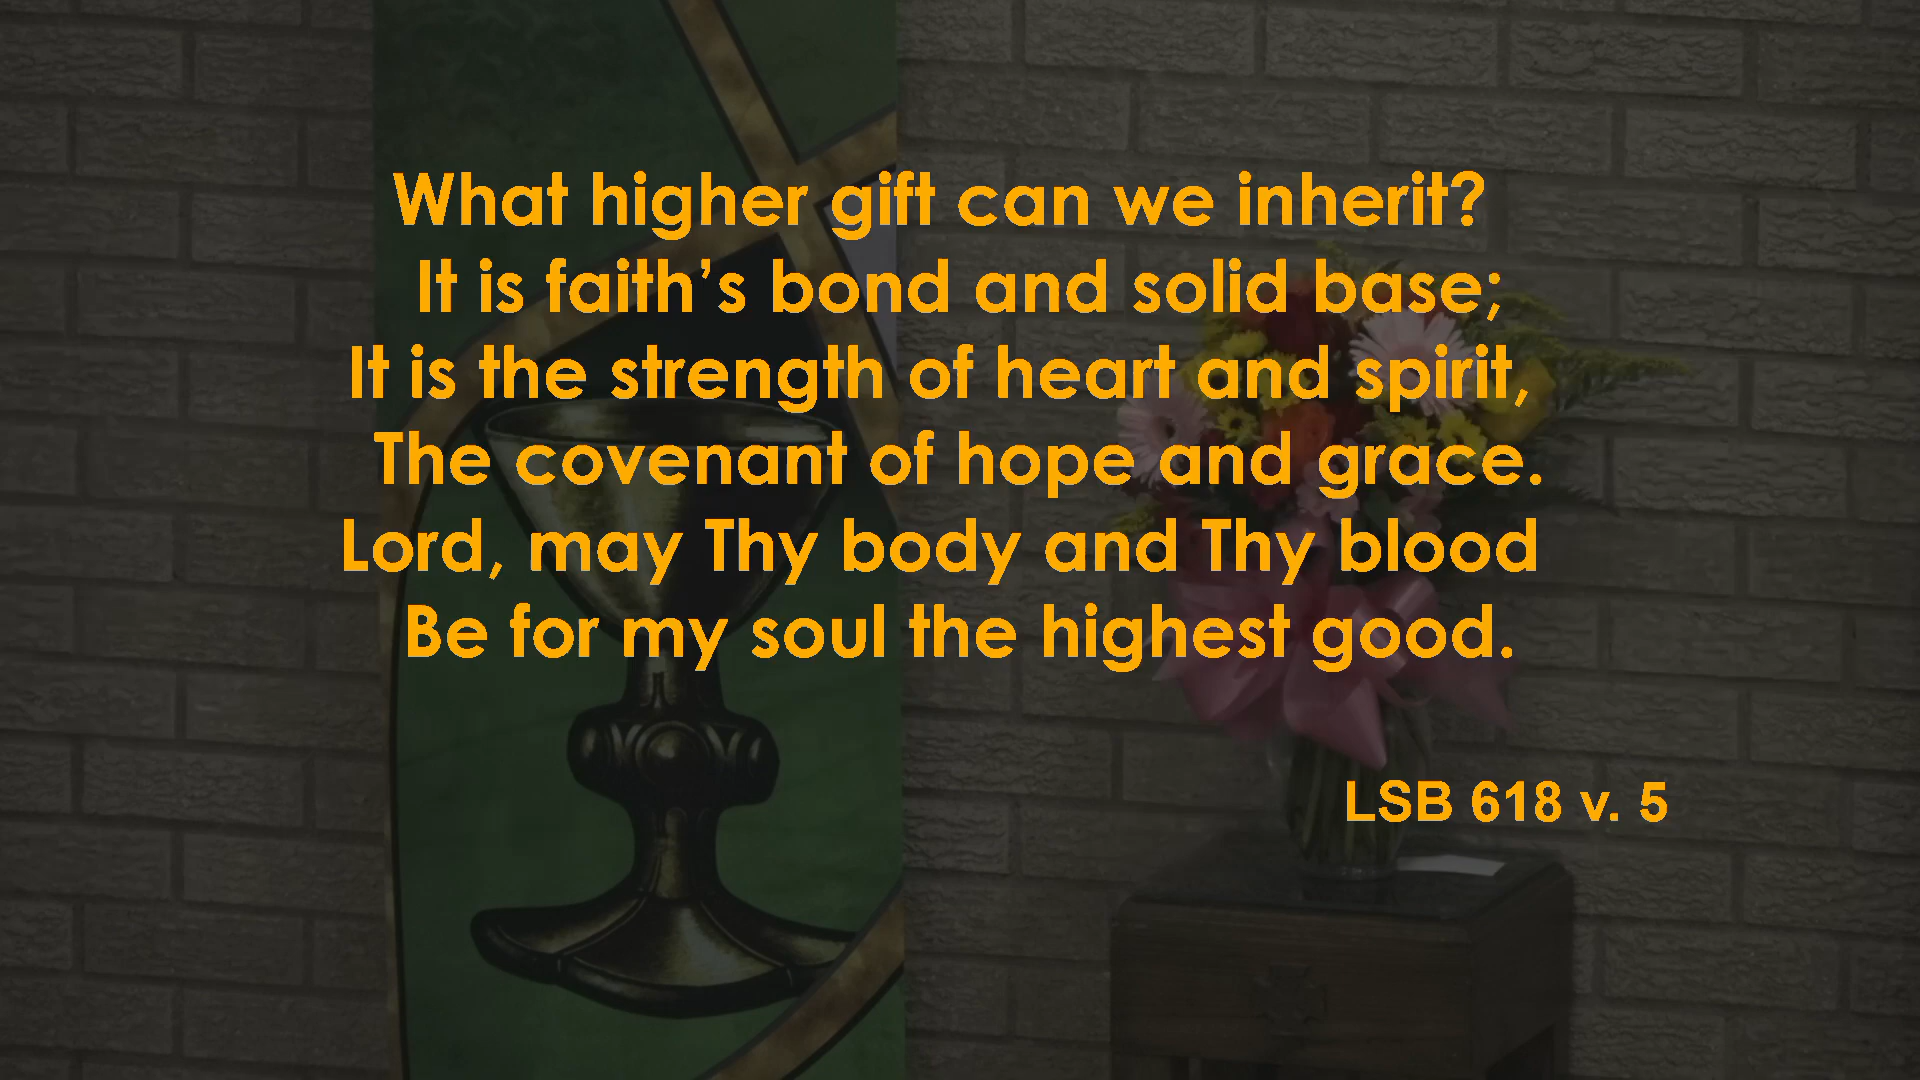 What higher gift can we inherit?
It is faith’s bond and solid base;
It is the strength of heart and spirit,
The covenant of hope and grace.
Lord, may Thy body and Thy blood
Be for my soul the highest good.
LSB 618 v. 5